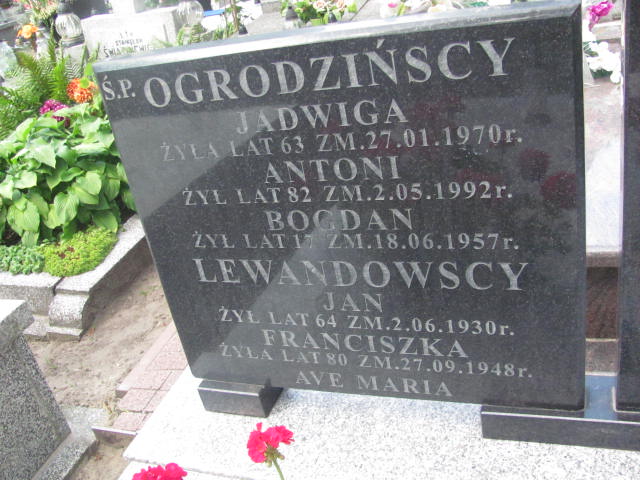 Ś.P. OGRODZIŃSCY
JADWIGA
ŻYŁA LAT 63 ZM.27.01.1970r.
ANTONI
ŻYŁ LAT 82 ZM.2.05.1992r.
BOGDAN
ŻYŁ LAT 17 ZM.18.06.1957r.
LEWANDOWSCY
JAN
ŻYŁ LAT 64 ZM.2.06.1930r.
FRANCISZKA
ŻYŁA LAT 80 ZM.27.09.1948r.
AVE MARIA